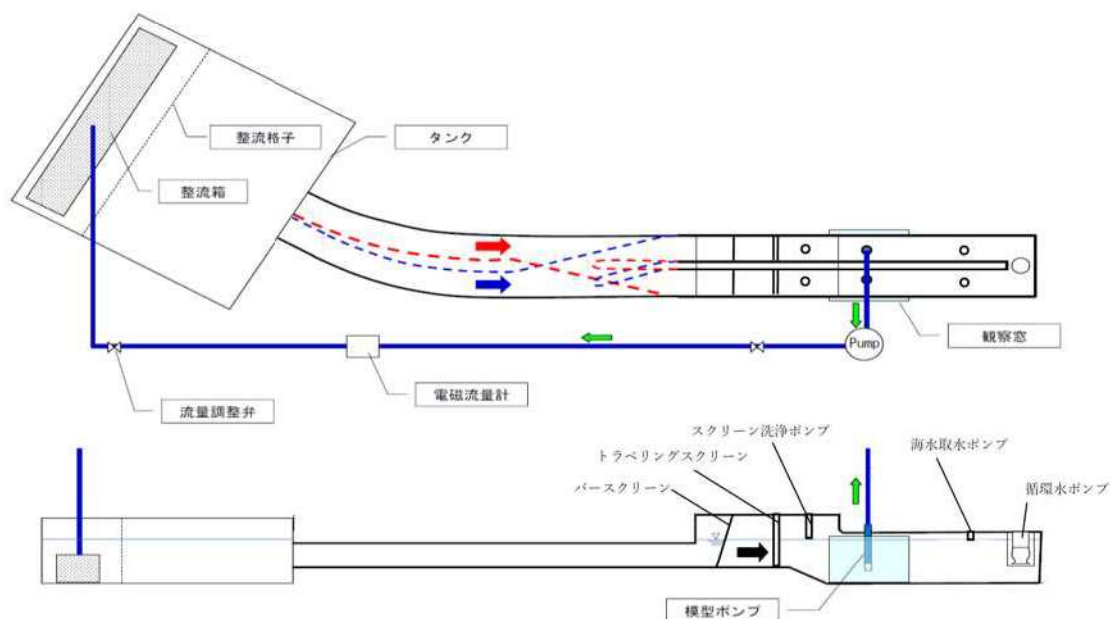 整流格子
タンク
整流箱
Pump
観察窓
電磁流量計
流量調整弁
スクリーン洗浄ポンプ
トラベリングスクリーン
バースクリーン
海水取水ポンプ
循環水ポンプ
模型ポンプ